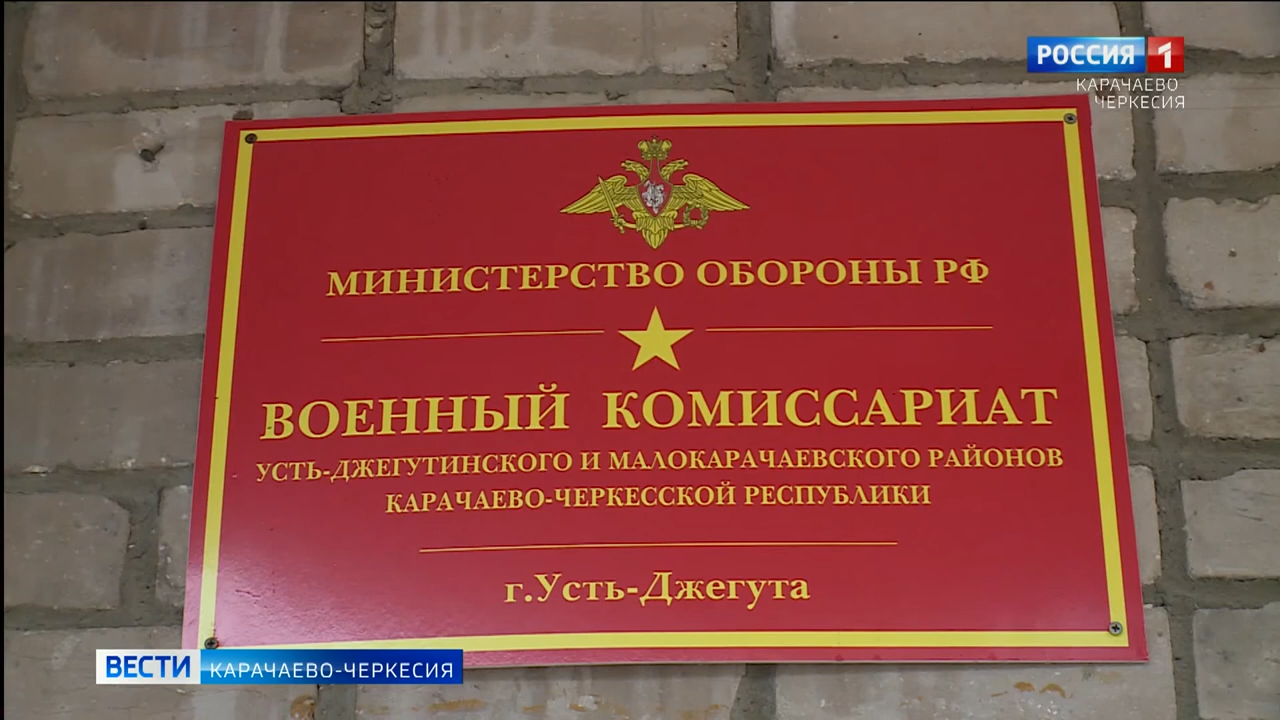 РОССИЯ 1
КАРАЧАЕВО
ЧЕРКЕСИЯ
МИНИСТЕРСТВО ОБОРОНЫ РФ
ВОЕННЫЙ КОМИССАРИАТ
УСТЬ-ДЖЕГУТИНСКОГО И МАЛОКАРАЧАЕВСКОГО РАЙОНОВ
КАРАЧАЕВО-ЧЕРКЕССКОЙ РЕСПУБЛИКИ
г.Усть-Джегута
ВЕСТИ КАРАЧАЕВО-ЧЕРКЕСИЯ